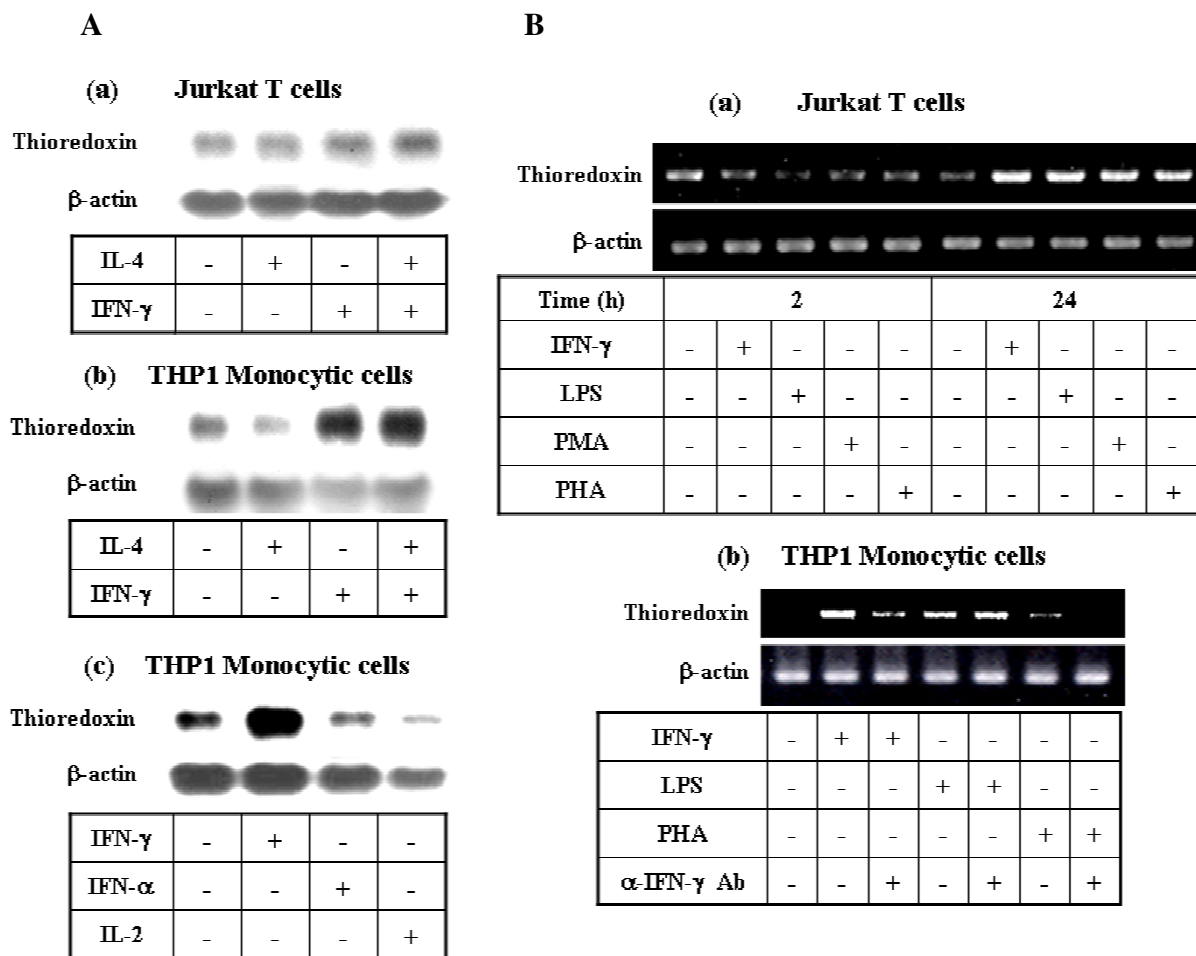 A
(a) Jurkat T cells
Thioredoxin
β-actin
IL-4 - + - +
IFN-γ - - + +
(b) THP1 Monocytic cells
Thioredoxin
β-actin
IL-4 - + - +
IFN-γ - - + +
(c) THP1 Monocytic cells
Thioredoxin
β-actin
IFN-γ - + - -
IFN-α - - + -
IL-2 - - - +
B
(a) Jurkat T cells
Thioredoxin
β-actin
Time (h) 2 24
IFN-γ - + - - - - + - - -
LPS - - + - - - - + - -
PMA - - - + - - - - + -
PHA - - - - + - - - - +
(b) THP1 Monocytic cells
Thioredoxin
β-actin
IFN-γ - + + - - - -
LPS - - - + + - -
PHA - - - - - + +
α-IFN-γ Ab - - + - + - +